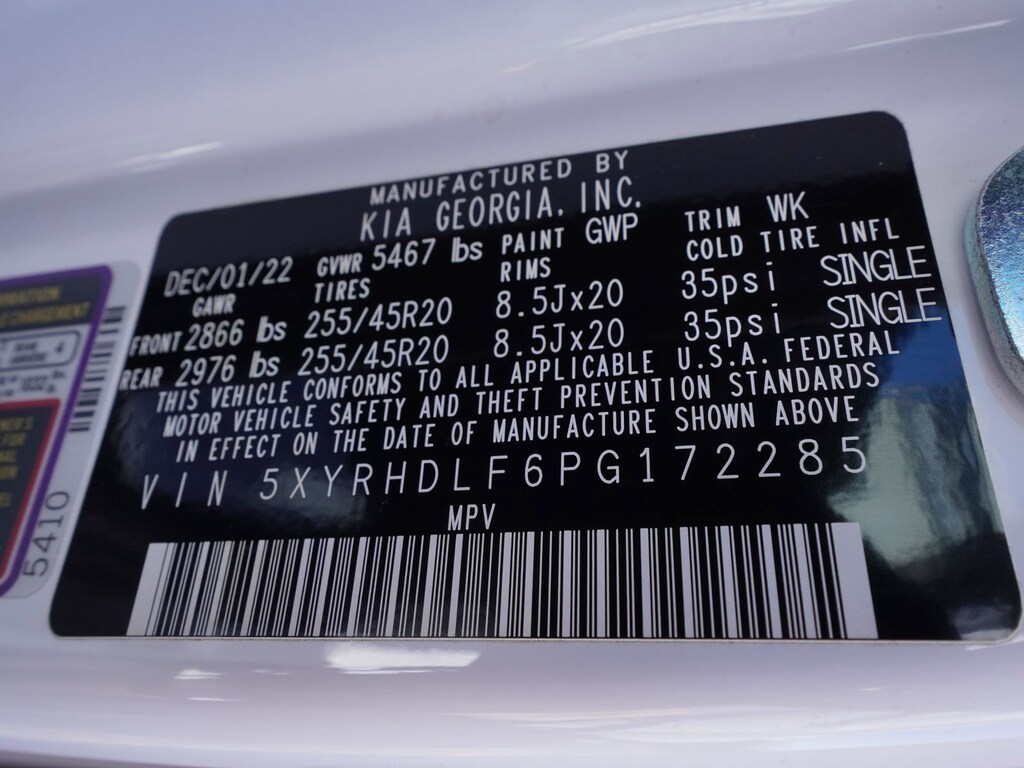 MANUFACTURED BY
KIA GEORGIA, INC.
DEC/01/22 GVWR 5467 lbs PAINT GWP TRIM WK
GAWR TIRES RIMS COLD TIRE INFL
FRONT 2866 lbs 255/45R20 8.5Jx20 35psi SINGLE
REAR 2976 lbs 255/45R20 8.5Jx20 35psi SINGLE
THIS VEHICLE CONFORMS TO ALL APPLICABLE U.S.A. FEDERAL
MOTOR VEHICLE SAFETY AND THEFT PREVENTION STANDARDS
IN EFFECT ON THE DATE OF MANUFACTURE SHOWN ABOVE
VIN 5XYRHDLF6PG172285
MPV
5410